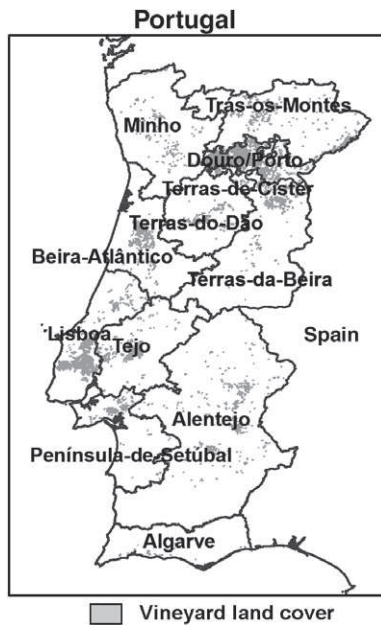 Portugal
Trás-os-Montes
Minho
Douro/Porto
Terras-de-Cister
Terras-do-Dão
Beira-Atlântico
Terras-da-Beira
Lisboa
Tejo
Spain
Alentejo
Península-de-Setúbal
Algarve
Vineyard land cover